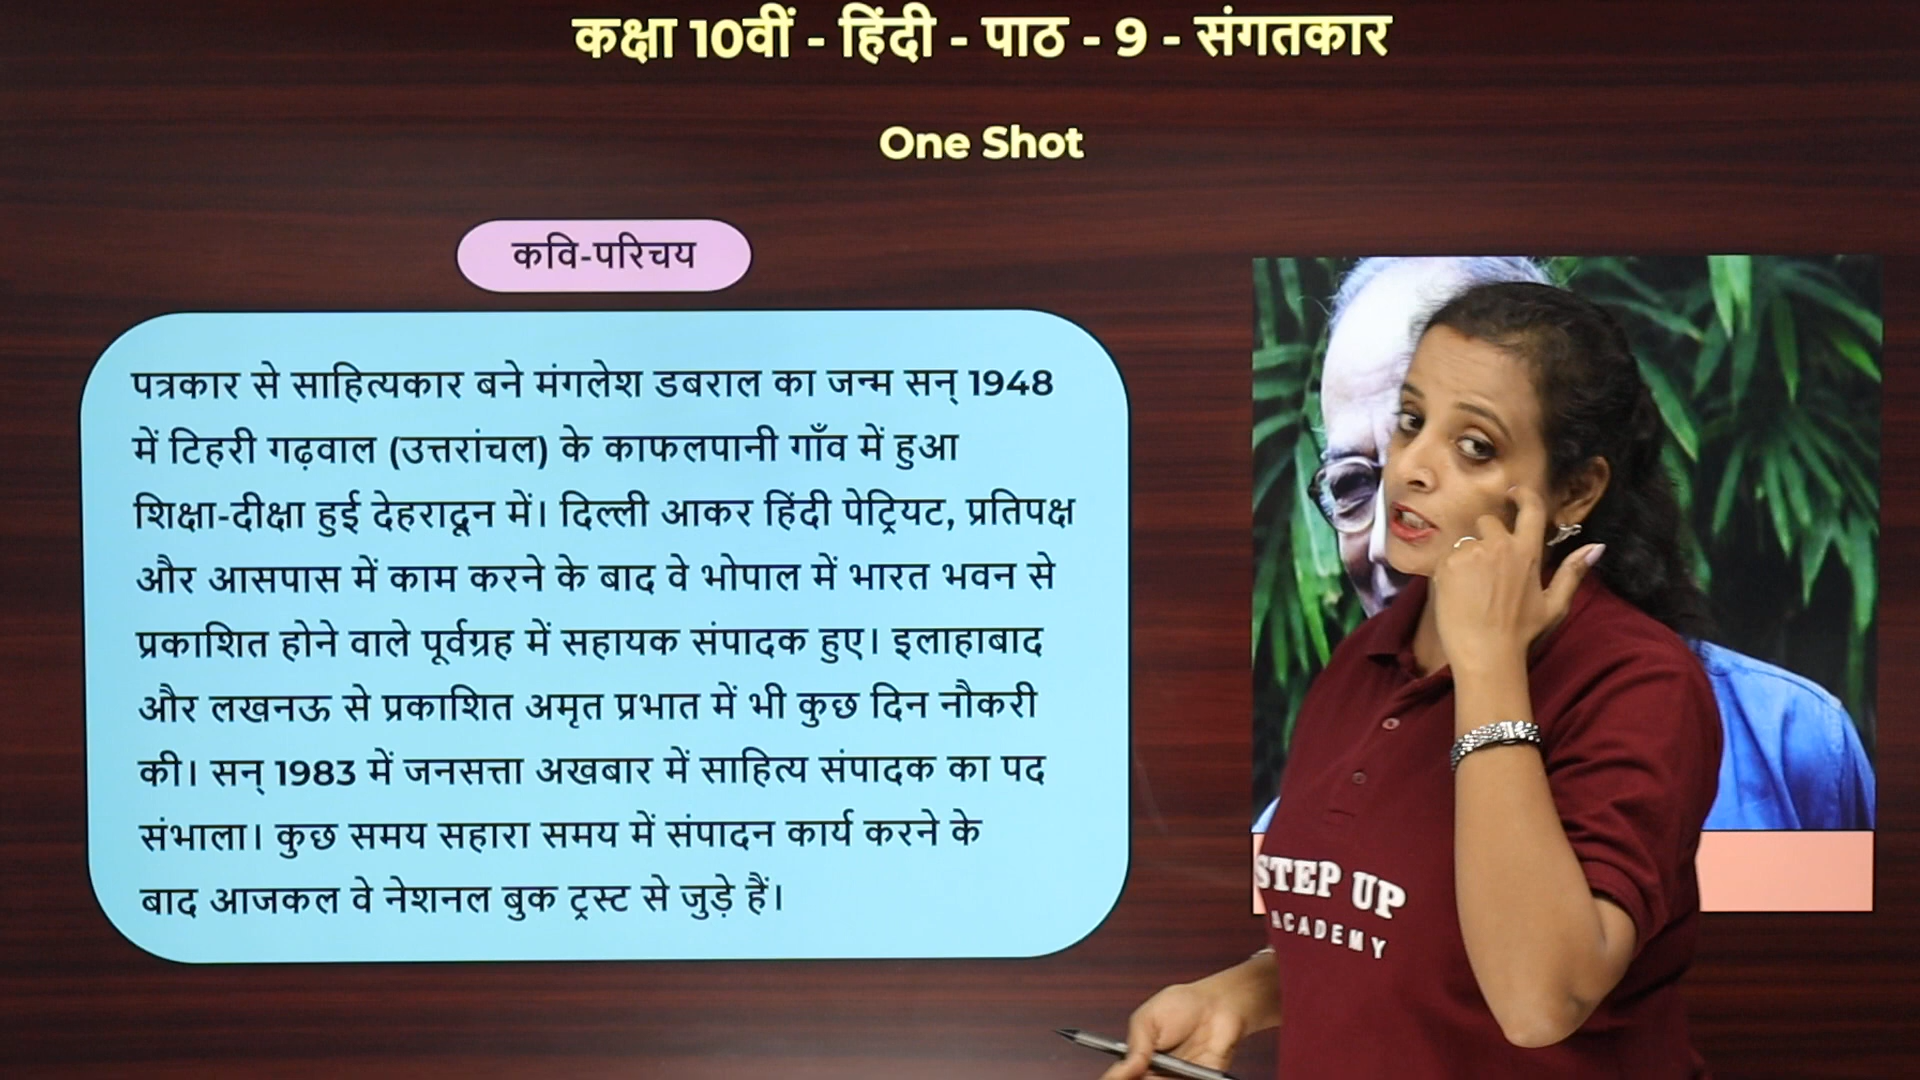 कक्षा 10वीं - हिंदी - पाठ - 9 - संगतकार
One Shot
कवि-परिचय
पत्रकार से साहित्यकार बने मंगलेश डबराल का जन्म सन् 1948
में टिहरी गढ़वाल (उत्तरांचल) के काफलपानी गाँव में हुआ
शिक्षा-दीक्षा हुई देहरादून में। दिल्ली आकर हिंदी पेट्रियट, प्रतिपक्ष
और आसपास में काम करने के बाद वे भोपाल में भारत भवन से
प्रकाशित होने वाले पूर्वग्रह में सहायक संपादक हुए। इलाहाबाद
और लखनऊ से प्रकाशित अमृत प्रभात में भी कुछ दिन नौकरी
की। सन् 1983 में जनसत्ता अखबार में साहित्य संपादक का पद
संभाला। कुछ समय सहारा समय में संपादन कार्य करने के
बाद आजकल वे नेशनल बुक ट्रस्ट से जुड़े हैं।
STEP UP
ACADEMY